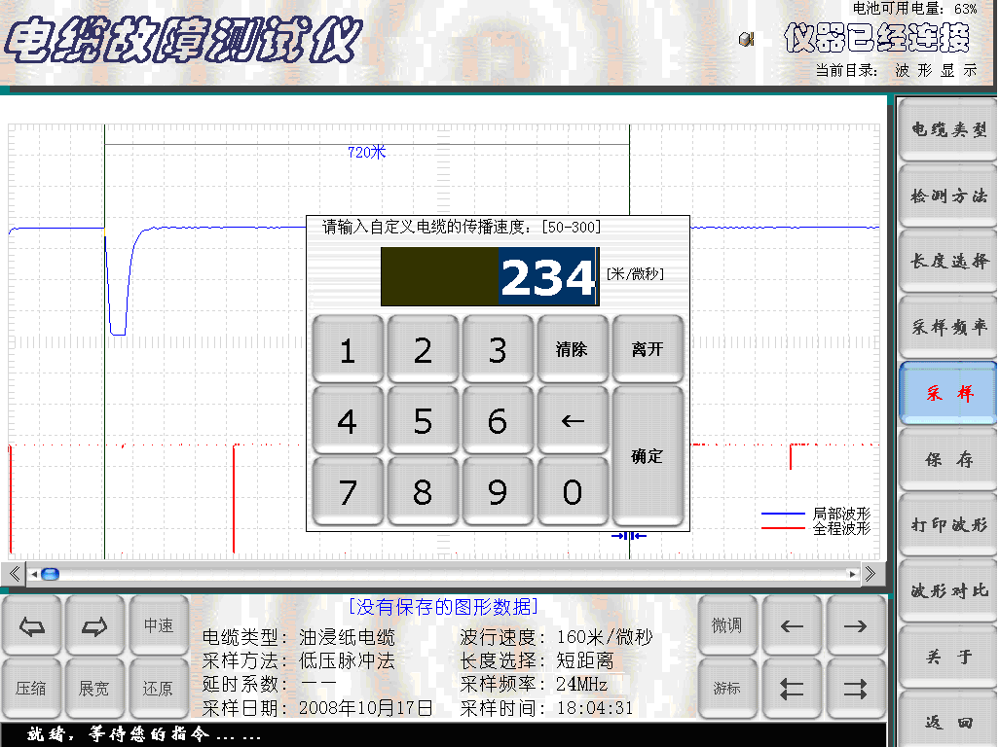 电池可用电量: 63%
电缆故障测试仪
仪器已经连接
当前目录: 波 形 显 示
720米
请输入自定义电缆的传播速度: [50-300]
234
[米/微秒]
1 2 3 清除 离开
4 5 6 ← 确定
7 8 9 0
局部波形
全程波形
电缆类型
检测方法
长度选择
采样频率
采 样
保 存
打印波形
波形对比
关 于
返 回
中速
压缩 展宽 还原
[没有保存的图形数据]
电缆类型: 油浸纸电缆 波行速度: 160米/微秒
采样方法: 低压脉冲法 长度选择: 短距离
延时系数: 一一 采样频率: 24MHz
采样日期: 2008年10月17日 采样时间: 18:04:31
微调 ← →
游标
就绪, 等待您的指令... ...